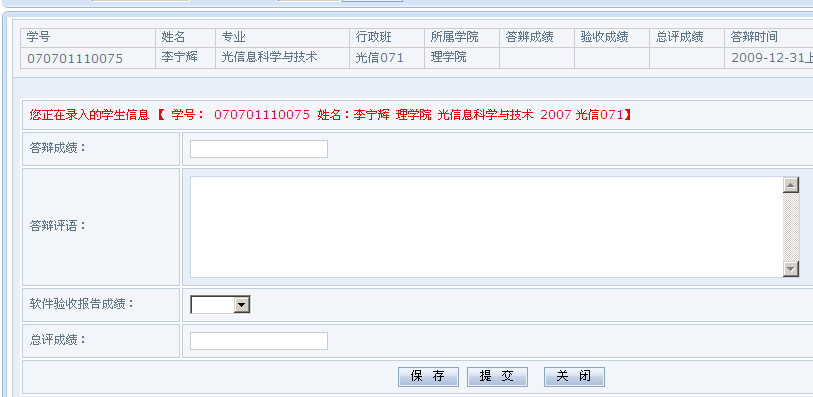 学号 姓名 专业 行政班 所属学院 答辩成绩 验收成绩 总评成绩 答辩时间
070701110075 李宁辉 光信息科学与技术 光信071 理学院 2009-12-31上
您正在录入的学生信息【 学号： 070701110075 姓名：李宁辉 理学院 光信息科学与技术 2007 光信071】
答辩成绩：
答辩评语：
软件验收报告成绩：
总评成绩：
保 存 提 交 关 闭